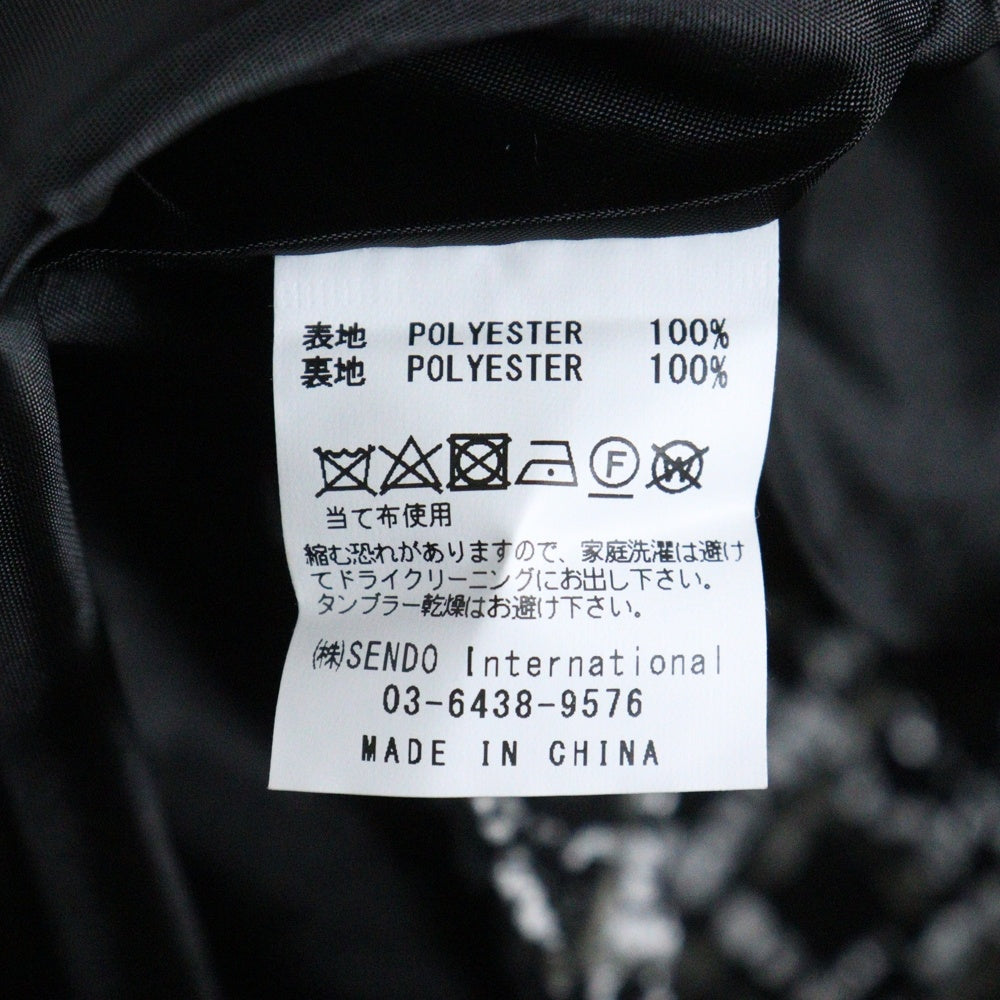 表地 POLYESTER 100%
裏地 POLYESTER 100%
F W
当て布使用
縮む恐れがありますので、家庭洗濯は避け
てドライクリーニングにお出し下さい。
タンブラー乾燥はお避け下さい。
㈱SENDO International
03-6438-9576
MADE IN CHINA